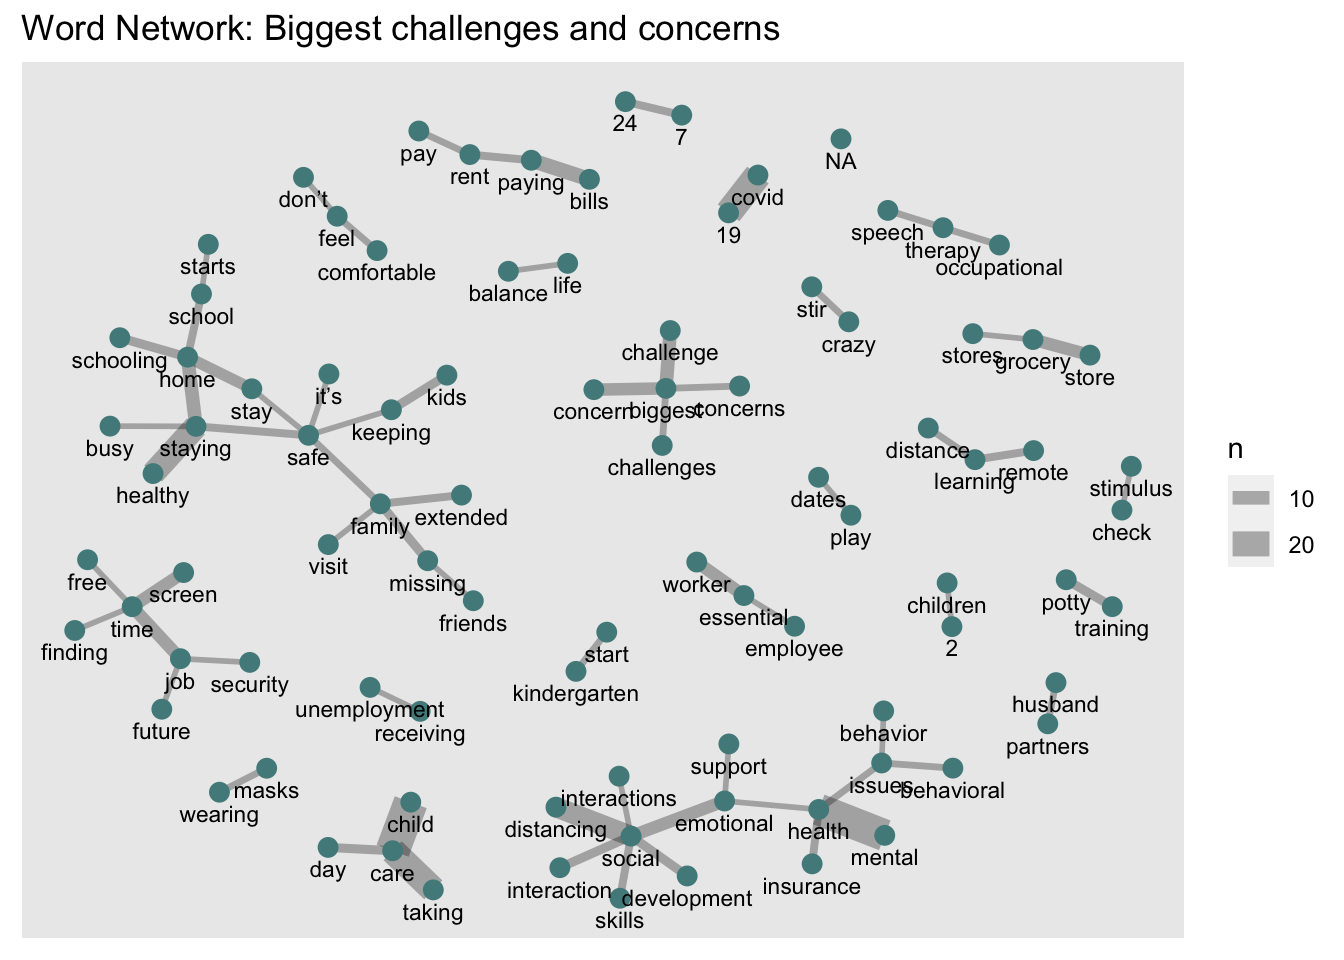 Word Network: Biggest challenges and concerns
24
7
pay
rent
paying
bills
NA
don't
feel
comfortable
covid
19
speech
therapy
occupational
starts
school
schooling
home
stay
balance
life
stir
crazy
challenge
concern
biggest
concerns
challenges
stores
grocery
store
it's
kids
keeping
busy
staying
safe
healthy
distance
learning
remote
stimulus
check
dates
play
family
extended
visit
missing
friends
free
screen
time
finding
job
security
future
worker
essential
employee
children
2
potty
training
start
kindergarten
unemployment
receiving
husband
partners
wearing
masks
child
day
care
taking
support
interactions
distancing
social
emotional
interaction
development
skills
behavior
issues
behavioral
health
mental
insurance
n
10
20